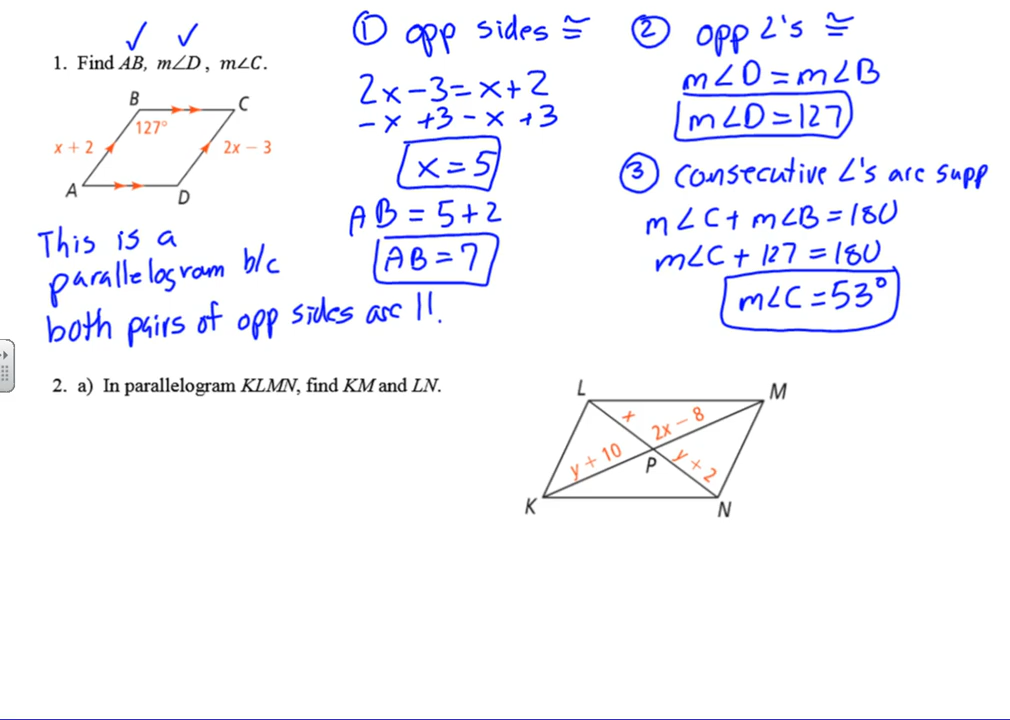 ✓ ✓
1. Find AB, m∠D, m∠C.
B
C
127°
x + 2
2x − 3
A
D
This is a
parallelogram b/c
both pairs of opp sides are ||.
① opp sides ≅
2x-3=x+2
-x +3 -x +3
x=5
AB = 5+2
AB=7
② opp ∠'s ≅
m∠D=m∠B
m∠D=127
③ consecutive ∠'s are supp
m∠C+m∠B=180
m∠C+127=180
m∠C=53°
2. a) In parallelogram KLMN, find KM and LN.
L
M
x
2x − 8
y + 10
P
y + 2
K
N